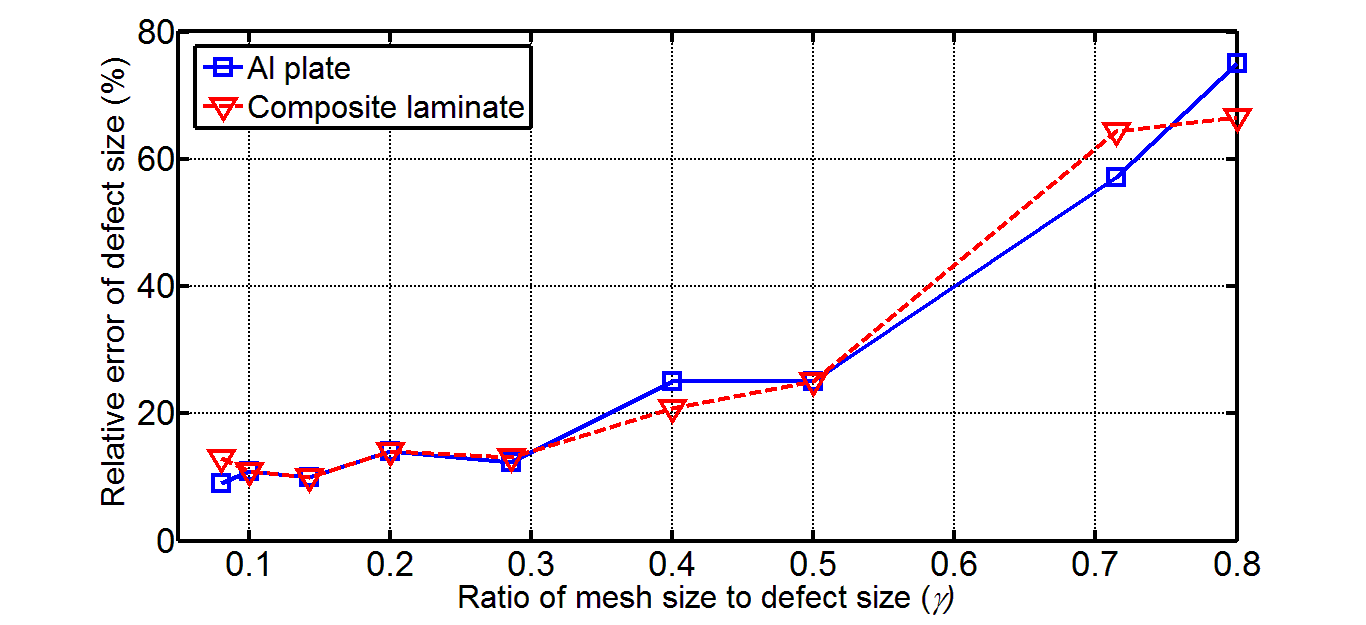 Relative error of defect size (%)
80
60
40
20
0
Al plate
Composite laminate
0.1 0.2 0.3 0.4 0.5 0.6 0.7 0.8
Ratio of mesh size to defect size (γ)